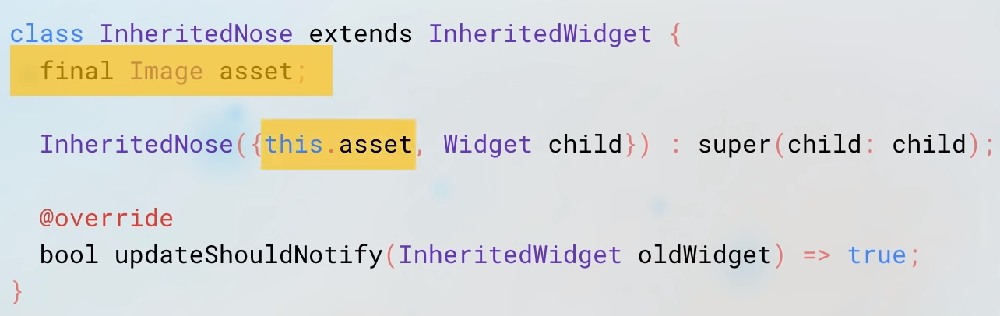 class InheritedNose extends InheritedWidget {
final Image asset;
InheritedNose({this.asset, Widget child}) : super(child: child);
@override
bool updateShouldNotify(InheritedWidget oldWidget) => true;
}